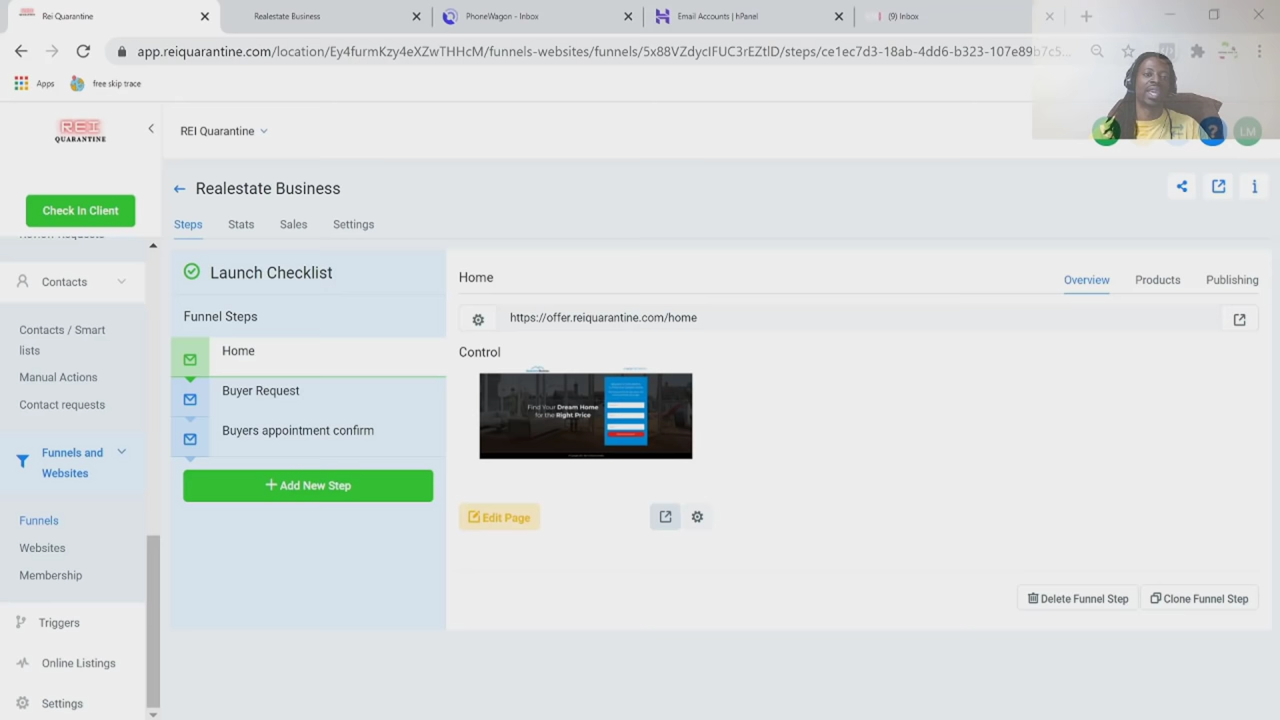 Rei Quarantine
Realestate Business
PhoneWagon - Inbox
Email Accounts | hPanel
(9) Inbox
app.reiquarantine.com/location/Ey4furmKzy4eXZwTHHcM/funnels-websites/funnels/5x88VZdycIFUC3rEZtlD/steps/ce1ec7d3-18ab-4dd6-b323-107e89b7c5...
Apps
free skip trace
REI
QUARANTINE
REI Quarantine
LM
Check In Client
Review Requests
Contacts
Contacts / Smart
lists
Manual Actions
Contact requests
Funnels and
Websites
Funnels
Websites
Membership
Triggers
Online Listings
Settings
Realestate Business
Steps
Stats
Sales
Settings
Launch Checklist
Funnel Steps
Home
Buyer Request
Buyers appointment confirm
+ Add New Step
Home
Overview
Products
Publishing
https://offer.reiquarantine.com/home
Control
Find Your Dream Home
for the Right Price
Edit Page
Delete Funnel Step
Clone Funnel Step